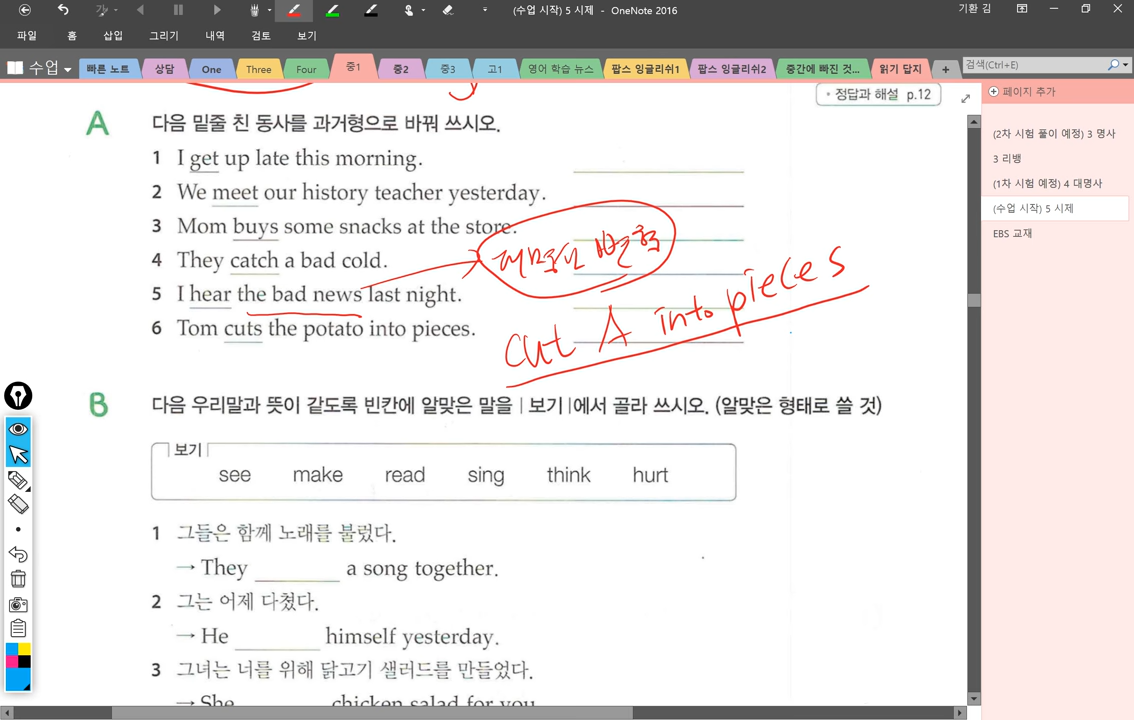 (수업 시작) 5 시제 - OneNote 2016
기환 김
파일 홈 삽입 그리기 내역 검토 보기
수업 빠른 노트 상담 One Three Four 중1 중2 중3 고1 영어 학습 뉴스 팝스 잉글리쉬1 팝스 잉글리쉬2 중간에 빠진 것... 읽기 답지 + 검색(Ctrl+E)
• 정답과 해설 p.12
페이지 추가
(2차 시험 풀이 예정) 3 명사
3 리뱅
(1차 시험 예정) 4 대명사
(수업 시작) 5 시제
EBS 교재
A 다음 밑줄 친 동사를 과거형으로 바꿔 쓰시오.
1 I get up late this morning.
2 We meet our history teacher yesterday.
3 Mom buys some snacks at the store.
4 They catch a bad cold.
5 I hear the bad news last night.
6 Tom cuts the potato into pieces.
cut A into pieces
B 다음 우리말과 뜻이 같도록 빈칸에 알맞은 말을 | 보기 |에서 골라 쓰시오. (알맞은 형태로 쓸 것)
보기
see make read sing think hurt
1 그들은 함께 노래를 불렀다.
→ They ________ a song together.
2 그는 어제 다쳤다.
→ He ________ himself yesterday.
3 그녀는 너를 위해 닭고기 샐러드를 만들었다.
→ She ________ chicken salad for you.